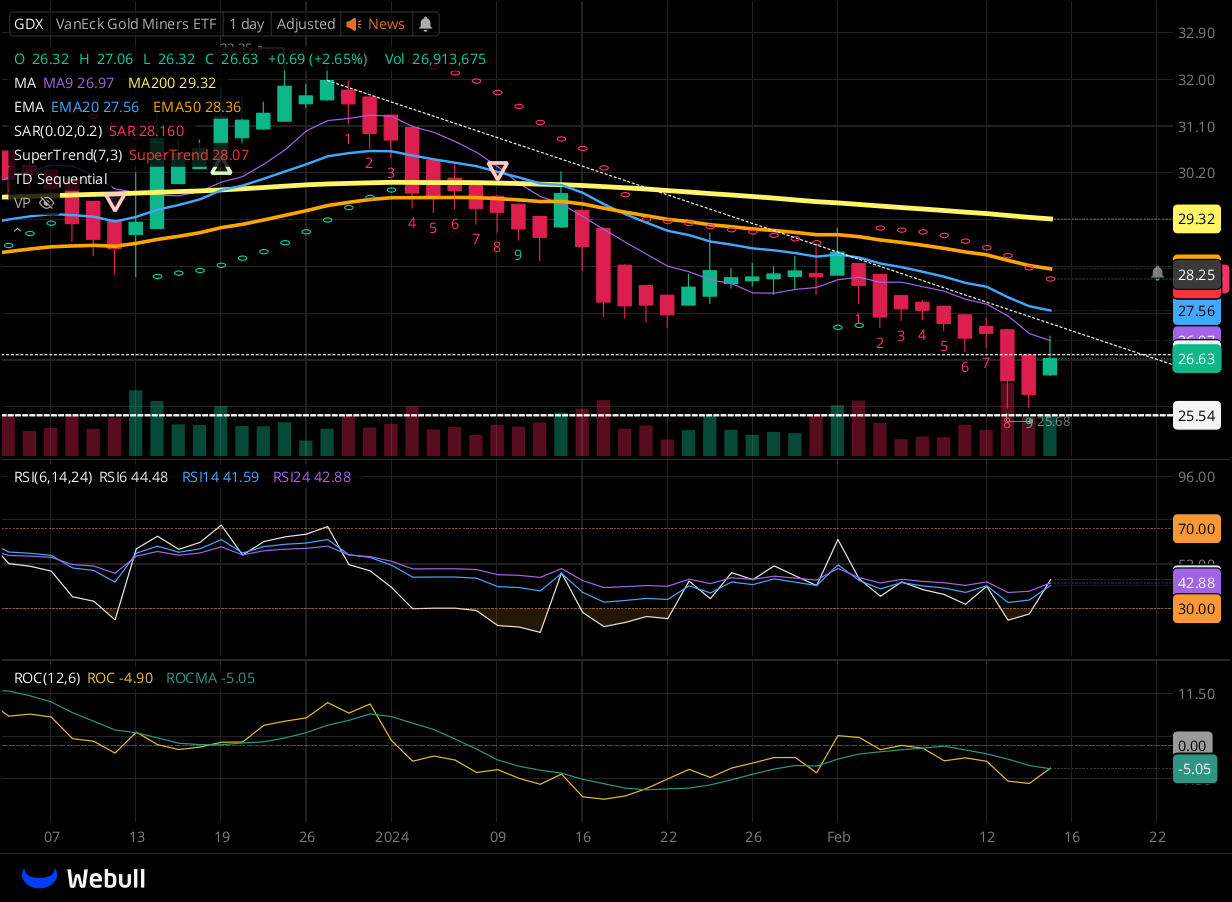 GDX VanEck Gold Miners ETF 1 day Adjusted News
O 26.32 H 27.06 L 26.32 C 26.63 +0.69 (+2.65%) Vol 26,913,675
MA MA9 26.97 MA200 29.32
EMA EMA20 27.56 EMA50 28.36
SAR(0.02,0.2) SAR 28.160
SuperTrend(7,3) SuperTrend 28.07
TD Sequential
VP
32.90
32.00
31.10
30.20
29.32
28.25
27.56
26.63
25.54
1
2
3
4
5
6
7
8
9
1
2
3
4
5
6
7
8
9
25.68
RSI(6,14,24) RSI6 44.48 RSI14 41.59 RSI24 42.88
96.00
70.00
42.88
30.00
ROC(12,6) ROC -4.90 ROCMA -5.05
11.50
0.00
-5.05
07 13 19 26 2024 09 16 22 26 Feb 12 16 22
Webull